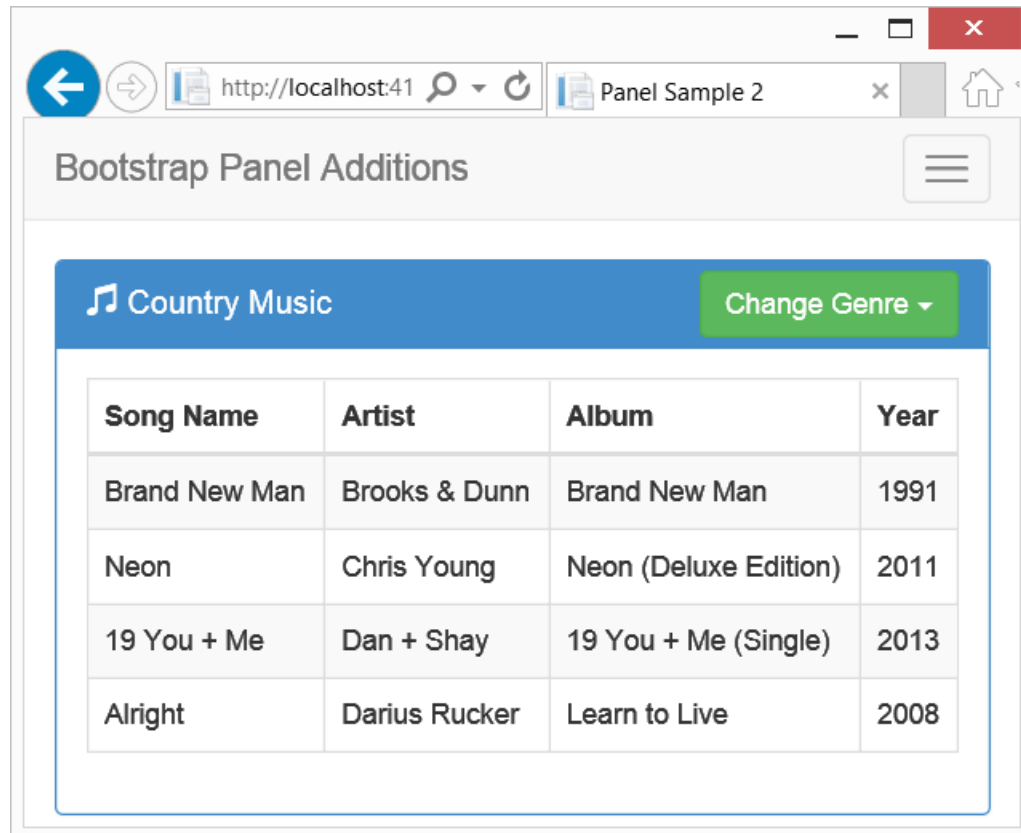 http://localhost:41
Panel Sample 2
Bootstrap Panel Additions
Country Music
Change Genre
Song Name Artist Album Year
Brand New Man Brooks & Dunn Brand New Man 1991
Neon Chris Young Neon (Deluxe Edition) 2011
19 You + Me Dan + Shay 19 You + Me (Single) 2013
Alright Darius Rucker Learn to Live 2008